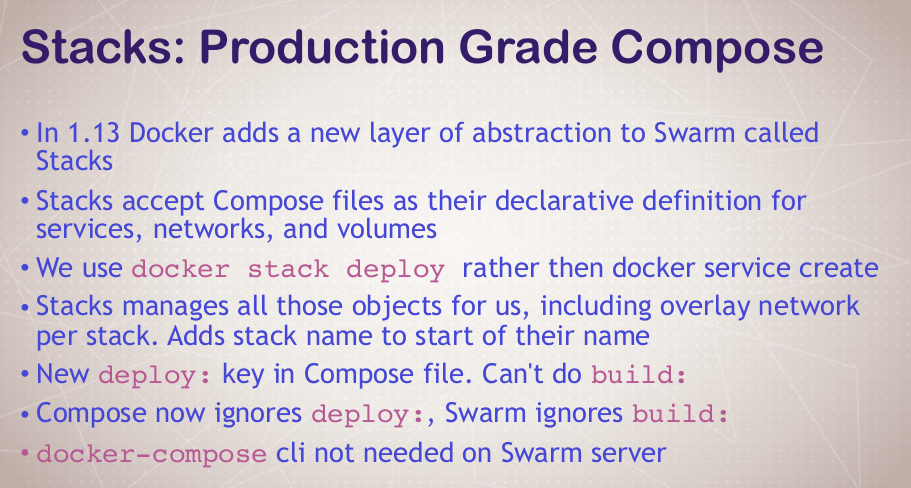 Stacks: Production Grade Compose
• In 1.13 Docker adds a new layer of abstraction to Swarm called
Stacks
• Stacks accept Compose files as their declarative definition for
services, networks, and volumes
• We use docker stack deploy rather then docker service create
• Stacks manages all those objects for us, including overlay network
per stack. Adds stack name to start of their name
• New deploy: key in Compose file. Can't do build:
• Compose now ignores deploy:, Swarm ignores build:
• docker-compose cli not needed on Swarm server